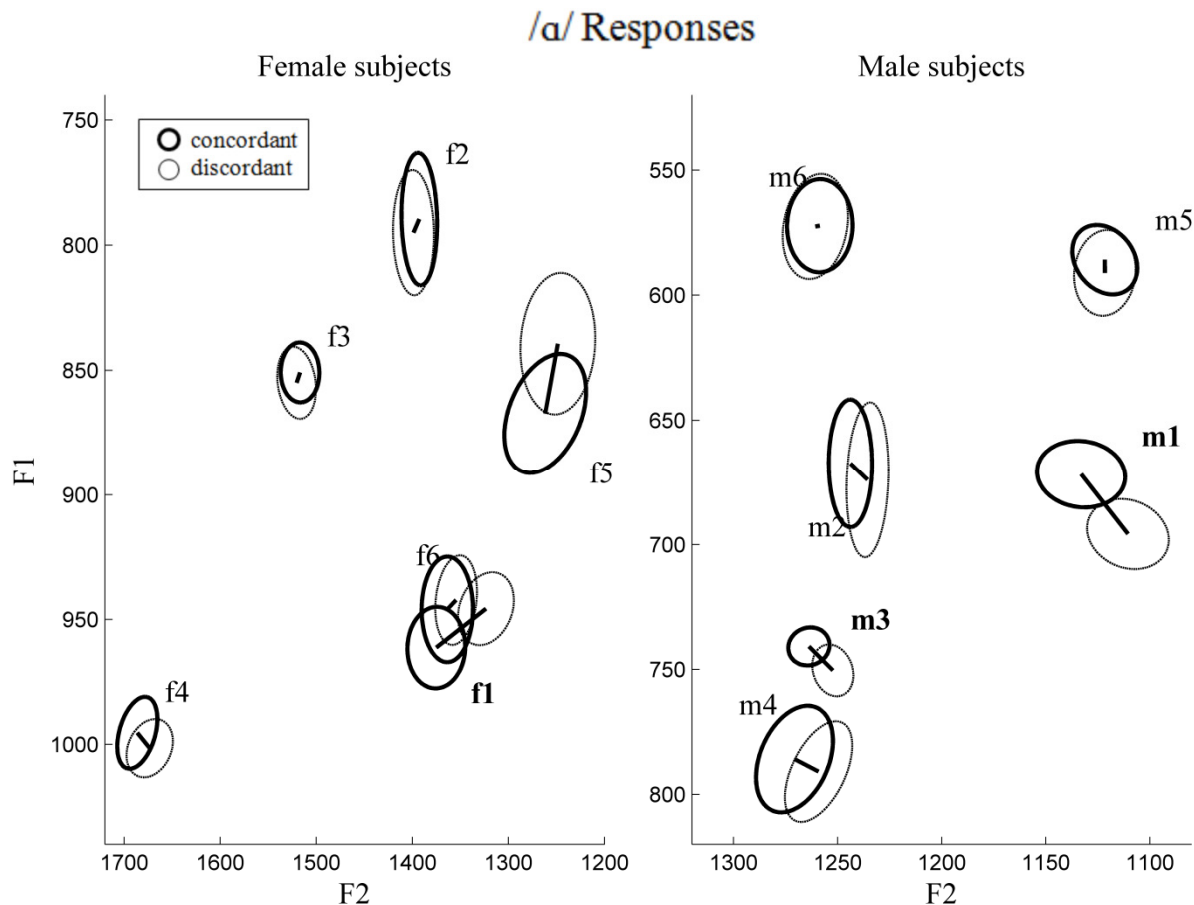 /ɑ/ Responses
Female subjects
Male subjects
concordant
discordant
F1
750
800
850
900
950
1000
1700
1600
1500
1400
1300
1200
F2
f2
f3
f5
f6
f1
f4
550
600
650
700
750
800
1300
1250
1200
1150
1100
F2
m6
m5
m1
m2
m3
m4